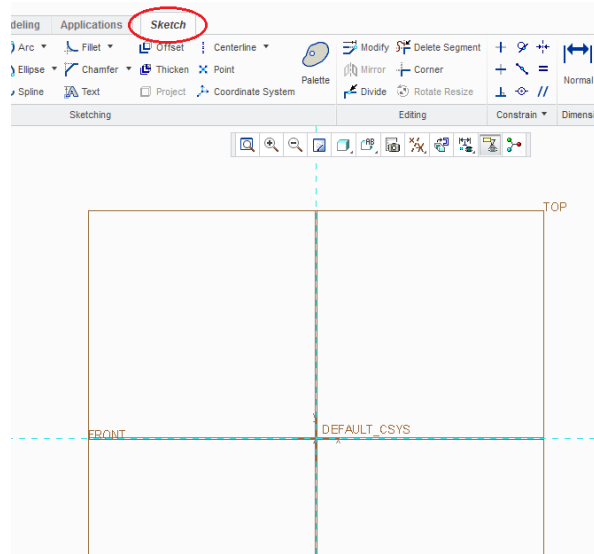 deling Applications Sketch
Arc Fillet Offset Centerline Modify Delete Segment
Ellipse Chamfer Thicken Point Palette Mirror Corner Normal
Spline Text Project Coordinate System Divide Rotate Resize
Sketching Editing Constrain Dimensi
TOP
Y
DEFAULT_CSYS
FRONT
X